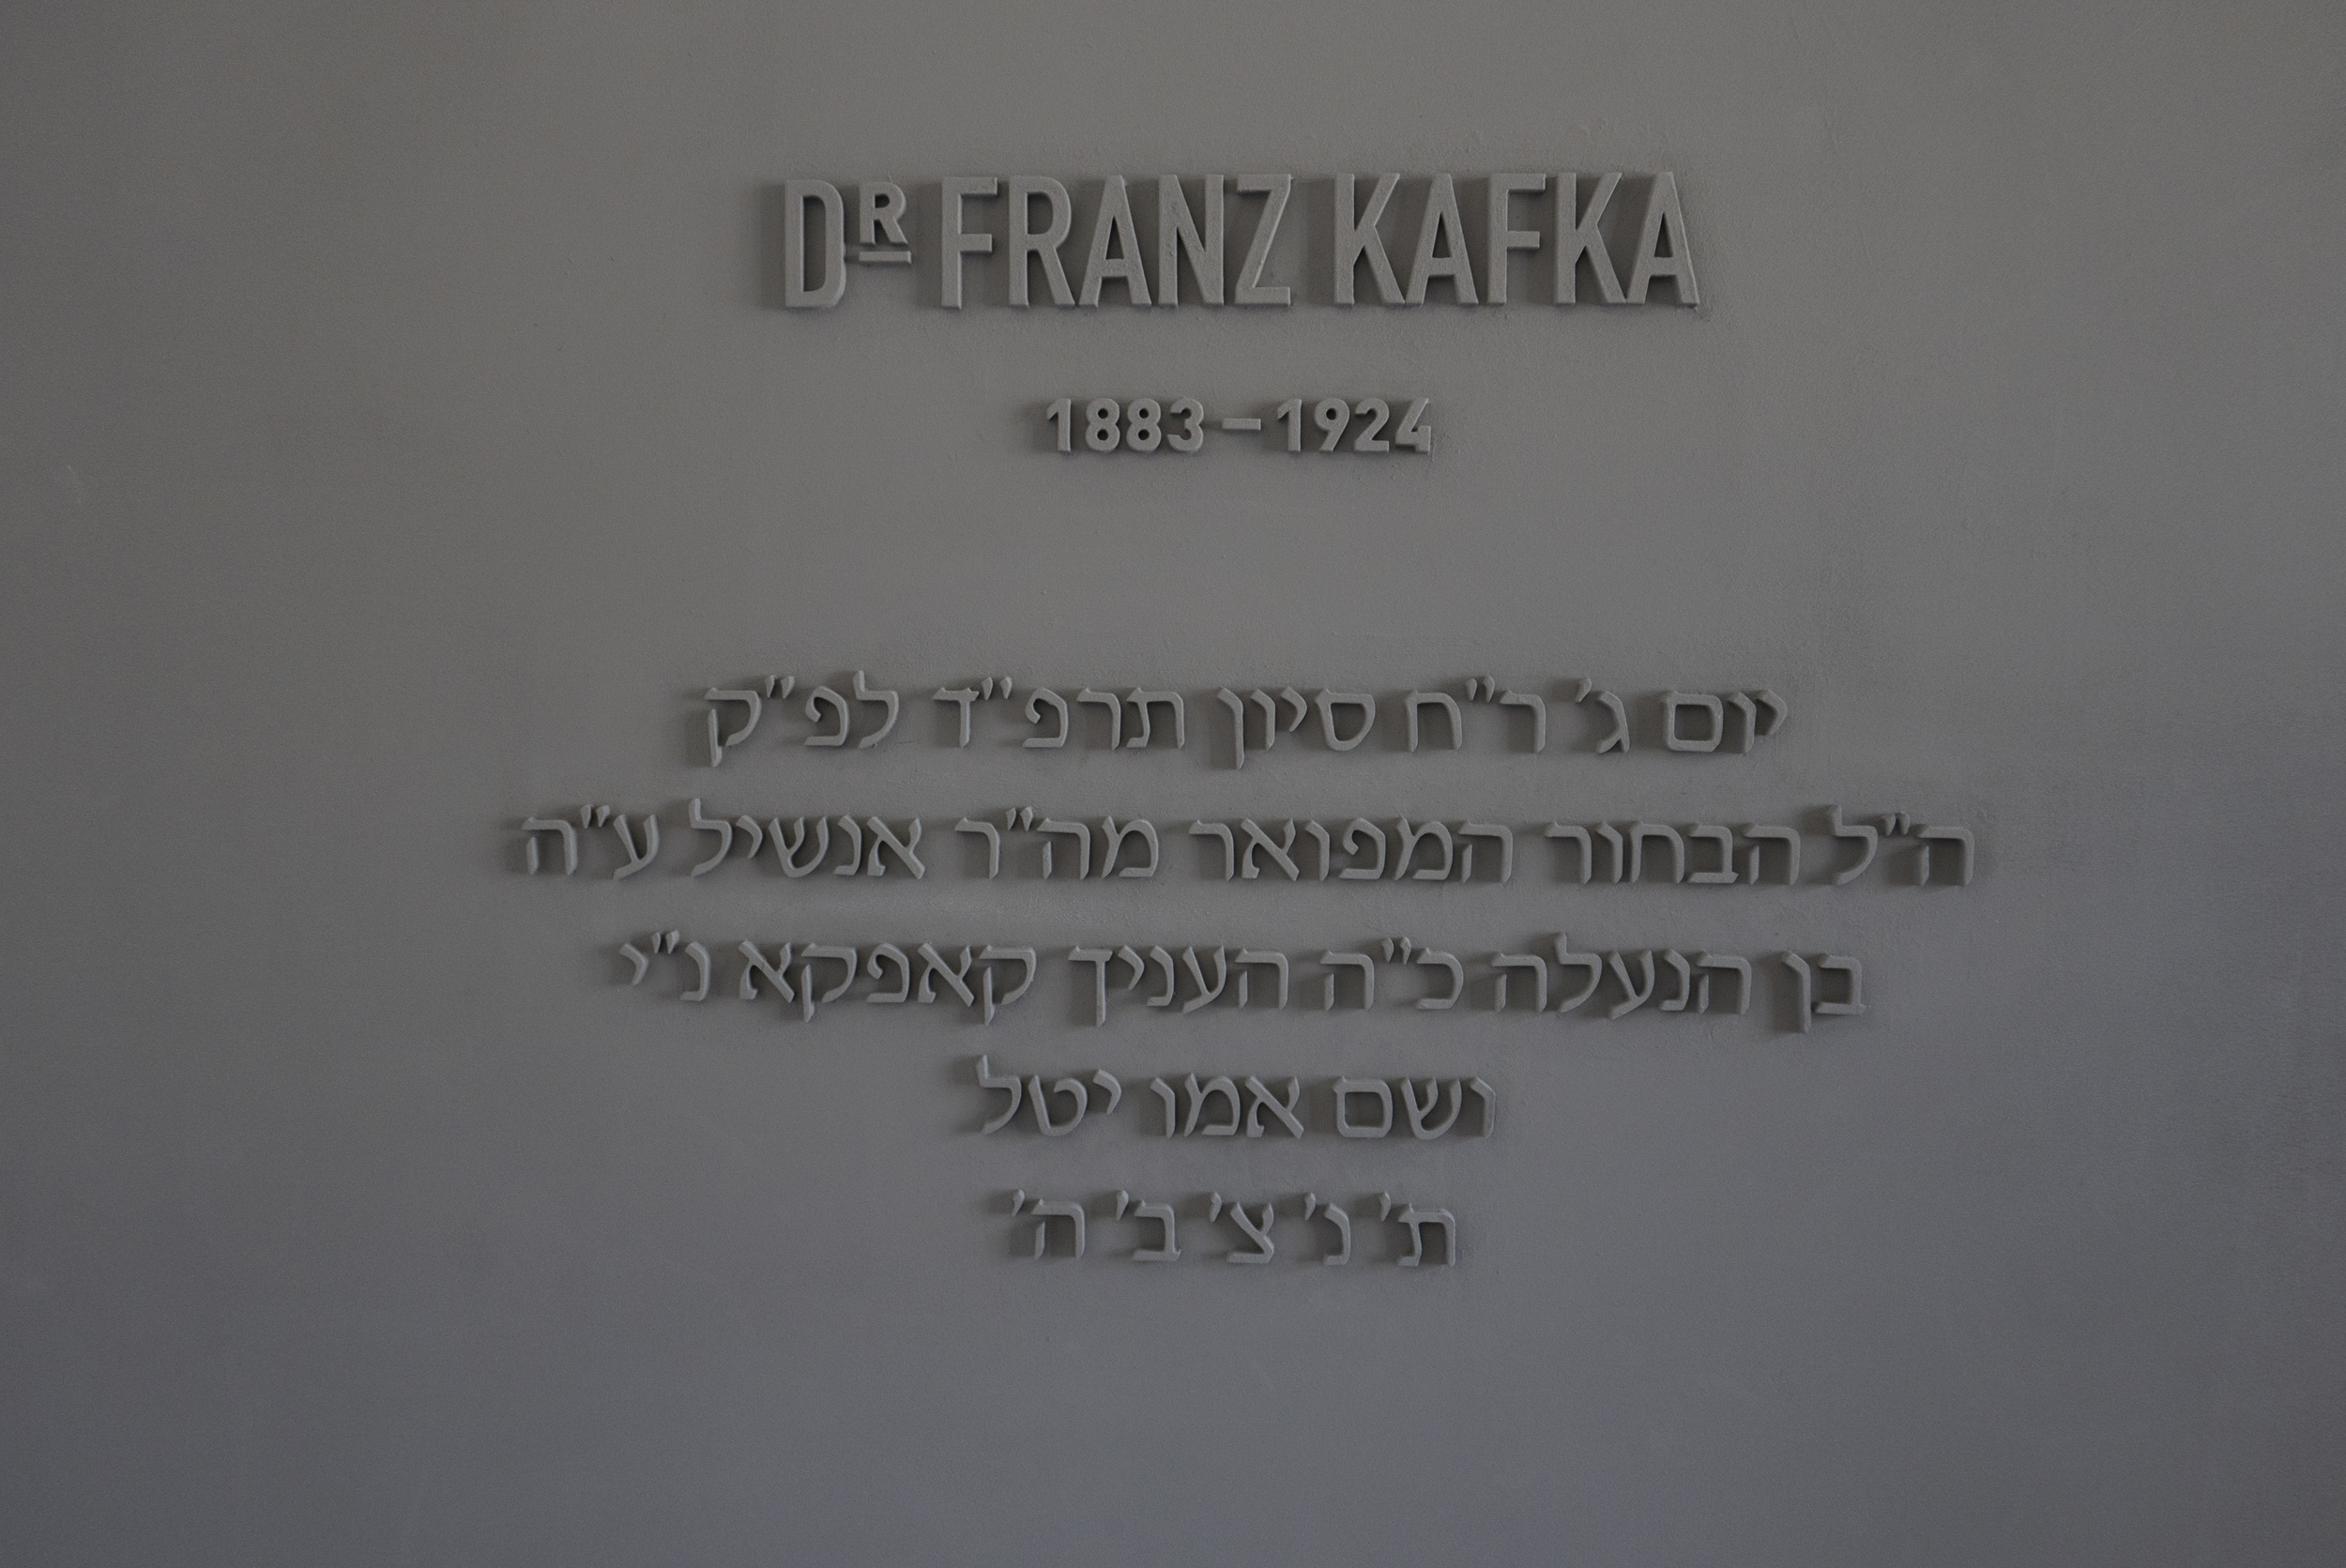 DR FRANZ KAFKA
1883–1924
יום ג׳ ר״ח סיון תרפ״ד לפ״ק
ה״ל הבחור המפואר מה״ר אנשיל ע״ה
בן הנעלה כ״ה העניך קאפקא נ״י
ושם אמו יטל
ת׳ נ׳ צ׳ ב׳ ה׳